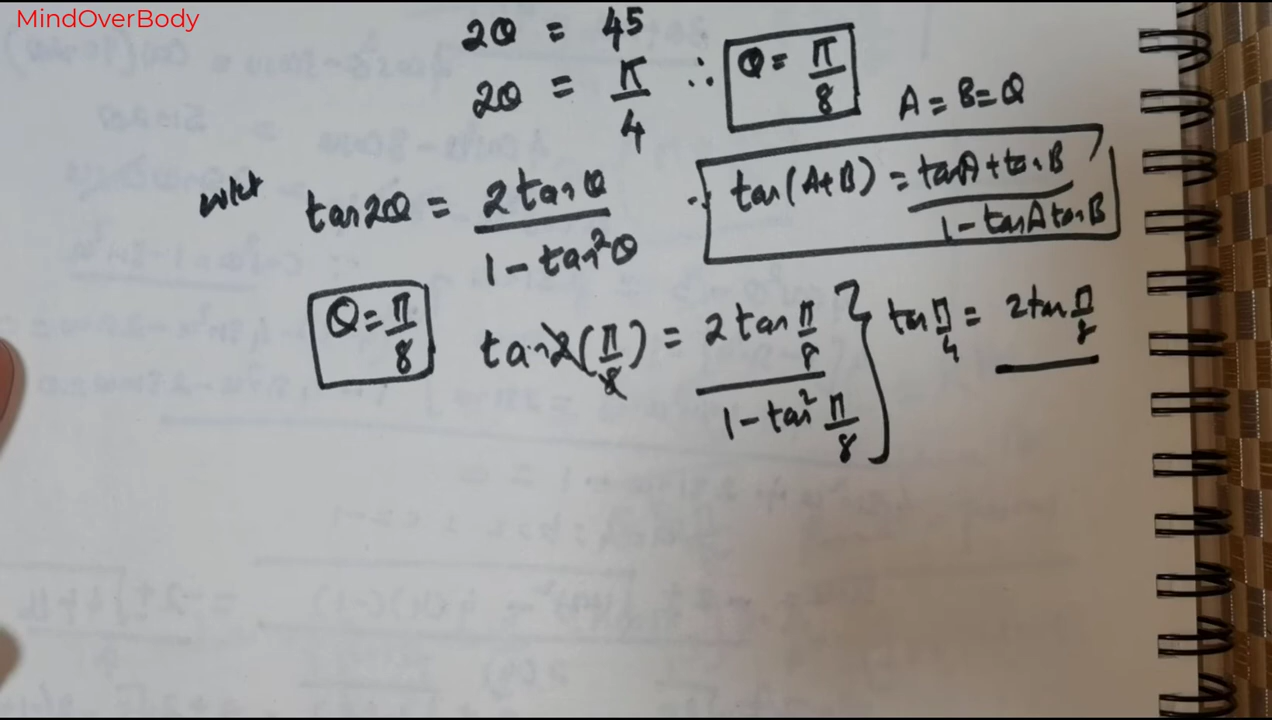 MindOverBody
2θ = 45
2θ = π/4 ∴ θ = π/8
A = B = θ
tan2θ = 2tanθ / 1 - tan²θ
∵ tan(A+B) = tanA + tanB / 1 - tanA tanB
θ = π/8
tan2(π/8) = 2tan π/8 / 1 - tan² π/8
tan π/4 = 2tan π/8